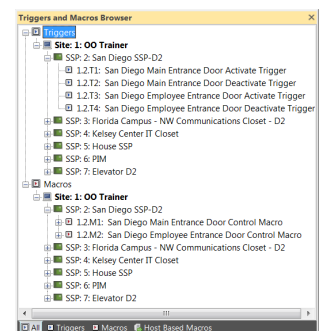 Triggers and Macros Browser
Triggers
Site: 1: OO Trainer
SSP: 2: San Diego SSP-D2
1.2.T1: San Diego Main Entrance Door Activate Trigger
1.2.T2: San Diego Main Entrance Door Deactivate Trigger
1.2.T3: San Diego Employee Entrance Door Activate Trigger
1.2.T4: San Diego Employee Entrance Door Deactivate Trigger
SSP: 3: Florida Campus - NW Communications Closet - D2
SSP: 4: Kelsey Center IT Closet
SSP: 5: House SSP
SSP: 6: PIM
SSP: 7: Elevator D2
Macros
Site: 1: OO Trainer
SSP: 2: San Diego SSP-D2
1.2.M1: San Diego Main Entrance Door Control Macro
1.2.M2: San Diego Employee Entrance Door Control Macro
SSP: 3: Florida Campus - NW Communications Closet - D2
SSP: 4: Kelsey Center IT Closet
SSP: 5: House SSP
SSP: 6: PIM
SSP: 7: Elevator D2
All Triggers Macros Host Based Macros